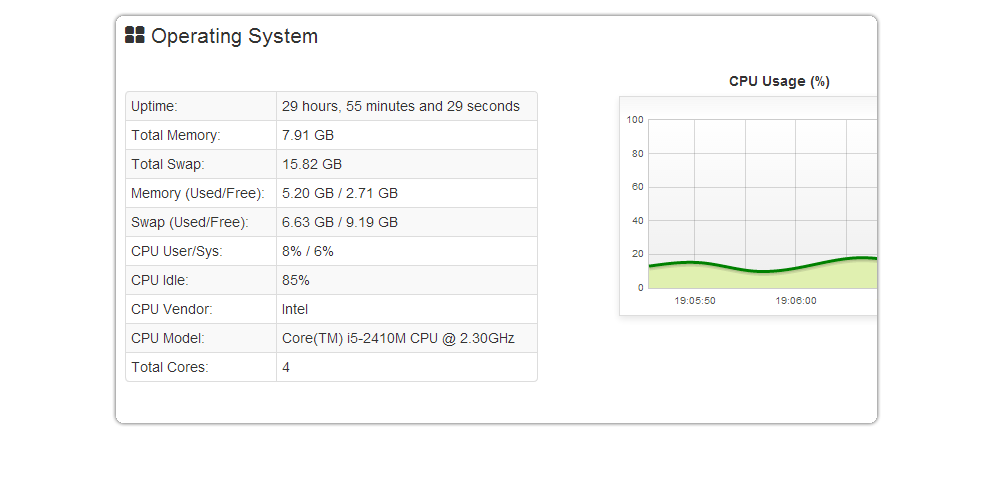 Operating System
Uptime: 29 hours, 55 minutes and 29 seconds
Total Memory: 7.91 GB
Total Swap: 15.82 GB
Memory (Used/Free): 5.20 GB / 2.71 GB
Swap (Used/Free): 6.63 GB / 9.19 GB
CPU User/Sys: 8% / 6%
CPU Idle: 85%
CPU Vendor: Intel
CPU Model: Core(TM) i5-2410M CPU @ 2.30GHz
Total Cores: 4
CPU Usage (%)
100
80
60
40
20
0
19:05:50 19:06:00